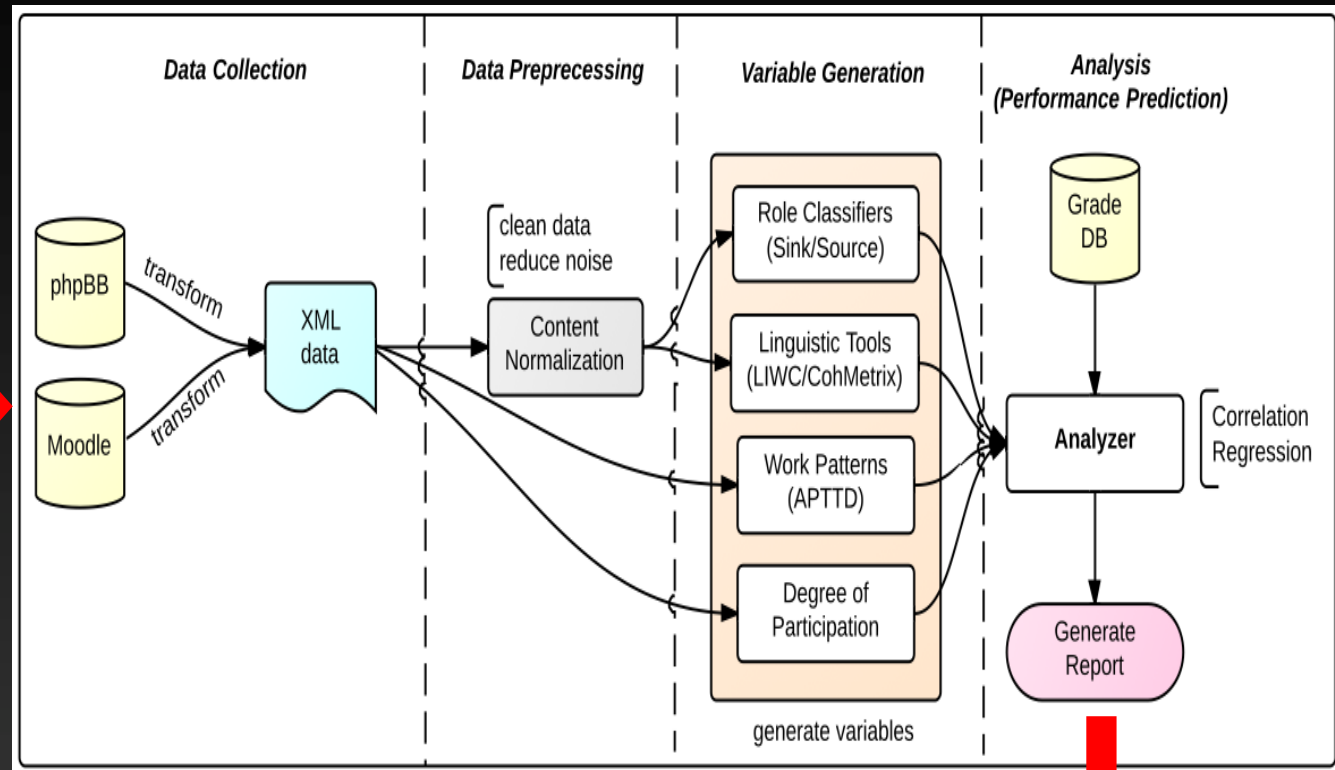 Data Collection
Data Preprecessing
Variable Generation
Analysis
(Performance Prediction)
phpBB
Moodle
transform
transform
XML
data
clean data
reduce noise
Content
Normalization
Role Classifiers
(Sink/Source)
Linguistic Tools
(LIWC/CohMetrix)
Work Patterns
(APTTD)
Degree of
Participation
generate variables
Grade
DB
Analyzer
Correlation
Regression
Generate
Report